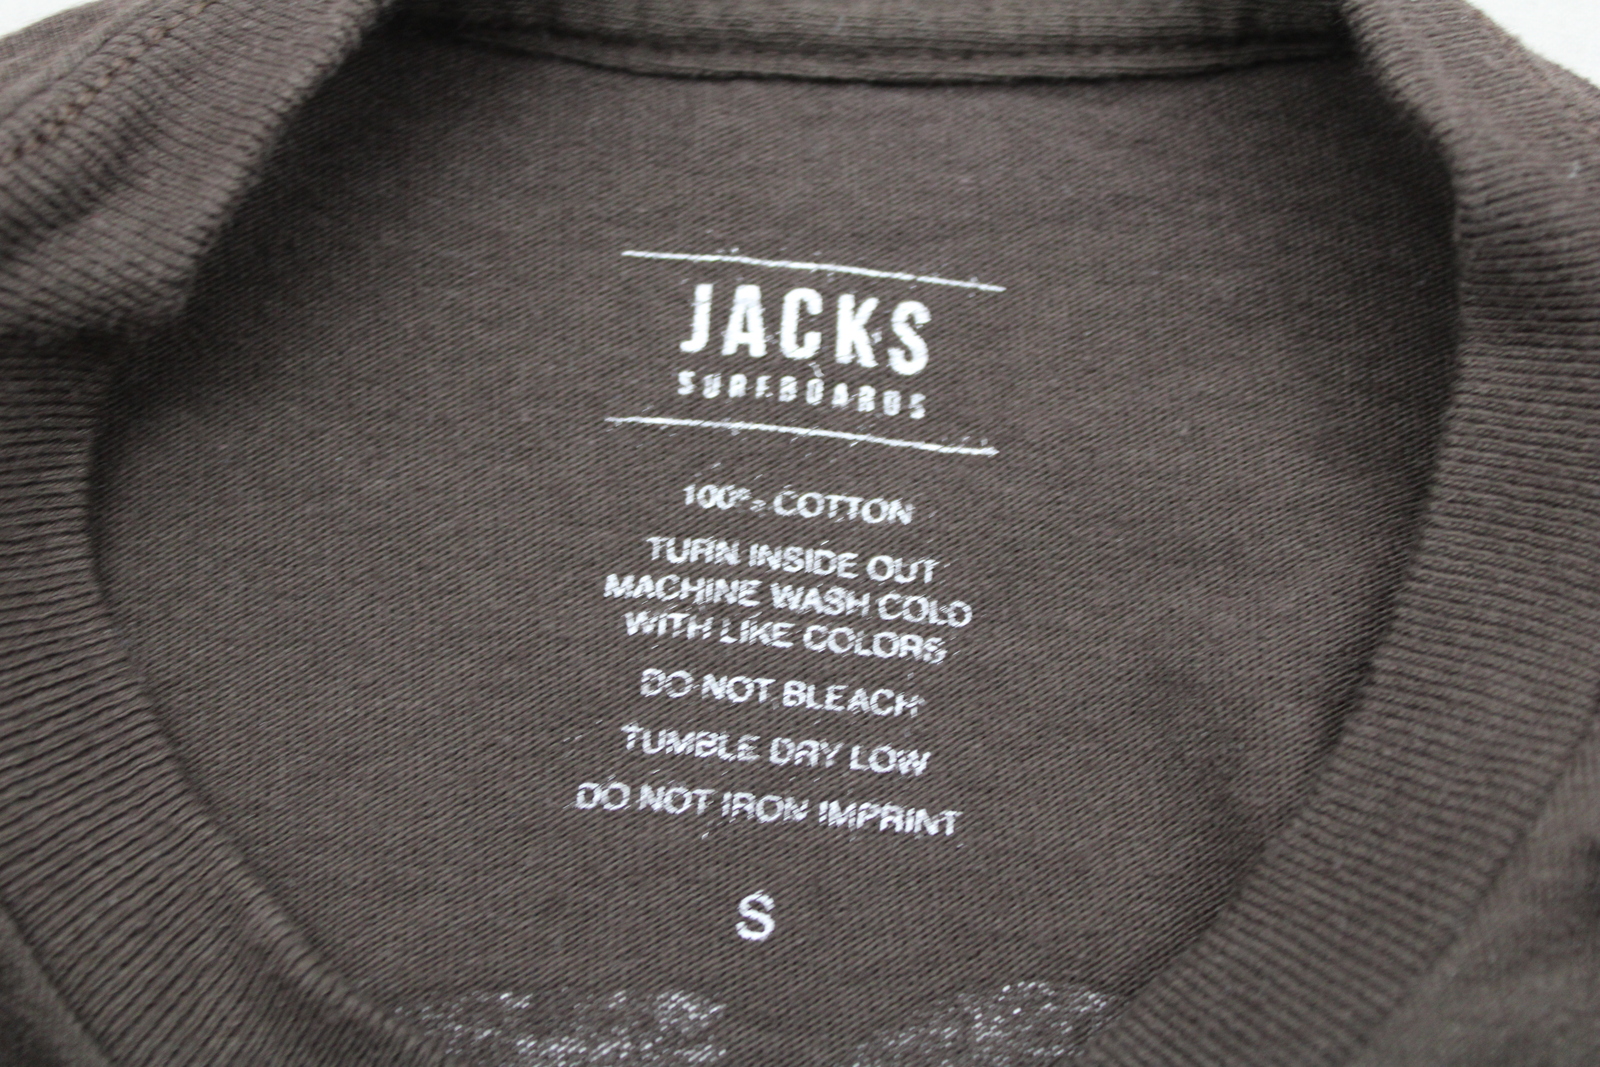 JACKS
SURFBOARDS
100% COTTON
TURN INSIDE OUT
MACHINE WASH COLD
WITH LIKE COLORS
DO NOT BLEACH
TUMBLE DRY LOW
DO NOT IRON IMPRINT
S